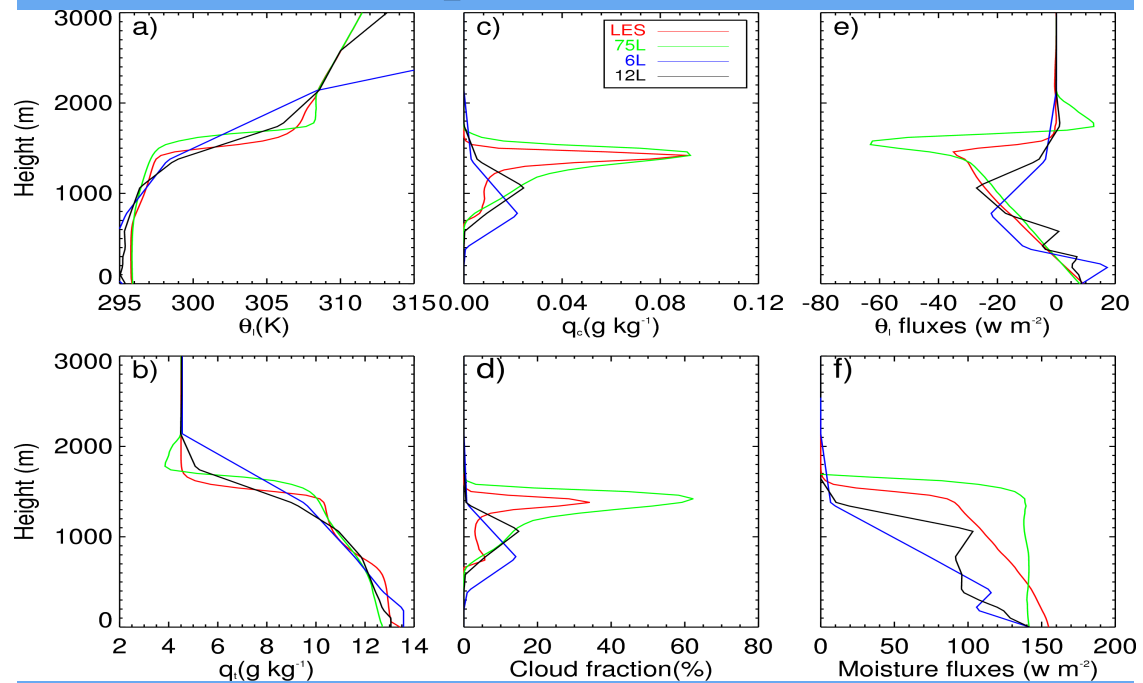 a)
3000
2000
1000
0
Height (m)
295 300 305 310 315
θl(K)
c)
LES
75L
6L
12L
0.00 0.04 0.08 0.12
qc(g kg-1)
e)
-80 -60 -40 -20 0 20
θl fluxes (w m-2)
b)
3000
2000
1000
0
Height (m)
2 4 6 8 10 12 14
qt(g kg-1)
d)
0 20 40 60 80
Cloud fraction(%)
f)
0 50 100 150 200
Moisture fluxes (w m-2)